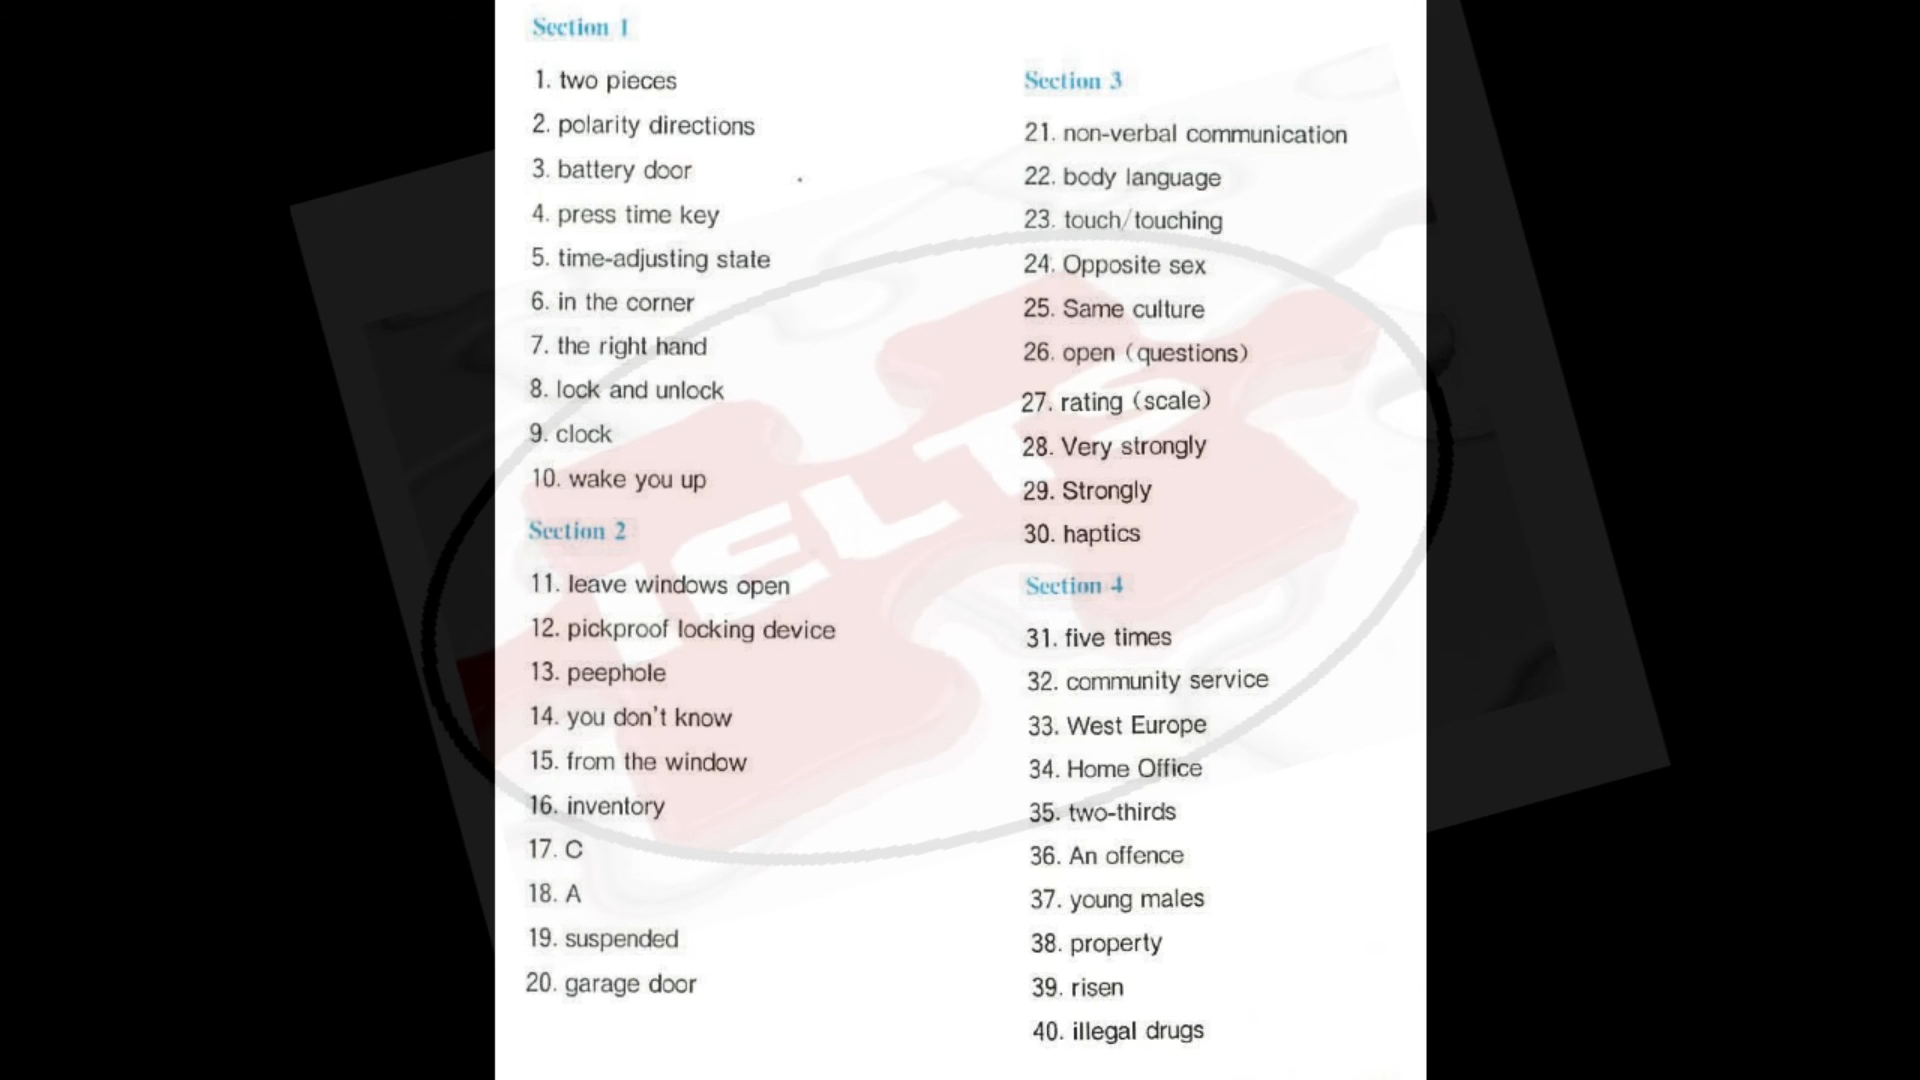 Section 1
1. two pieces
2. polarity directions
3. battery door
4. press time key
5. time-adjusting state
6. in the corner
7. the right hand
8. lock and unlock
9. clock
10. wake you up
Section 2
11. leave windows open
12. pickproof locking device
13. peephole
14. you don't know
15. from the window
16. inventory
17. C
18. A
19. suspended
20. garage door
Section 3
21. non-verbal communication
22. body language
23. touch/touching
24. Opposite sex
25. Same culture
26. open (questions)
27. rating (scale)
28. Very strongly
29. Strongly
30. haptics
Section 4
31. five times
32. community service
33. West Europe
34. Home Office
35. two-thirds
36. An offence
37. young males
38. property
39. risen
40. illegal drugs
IELTS